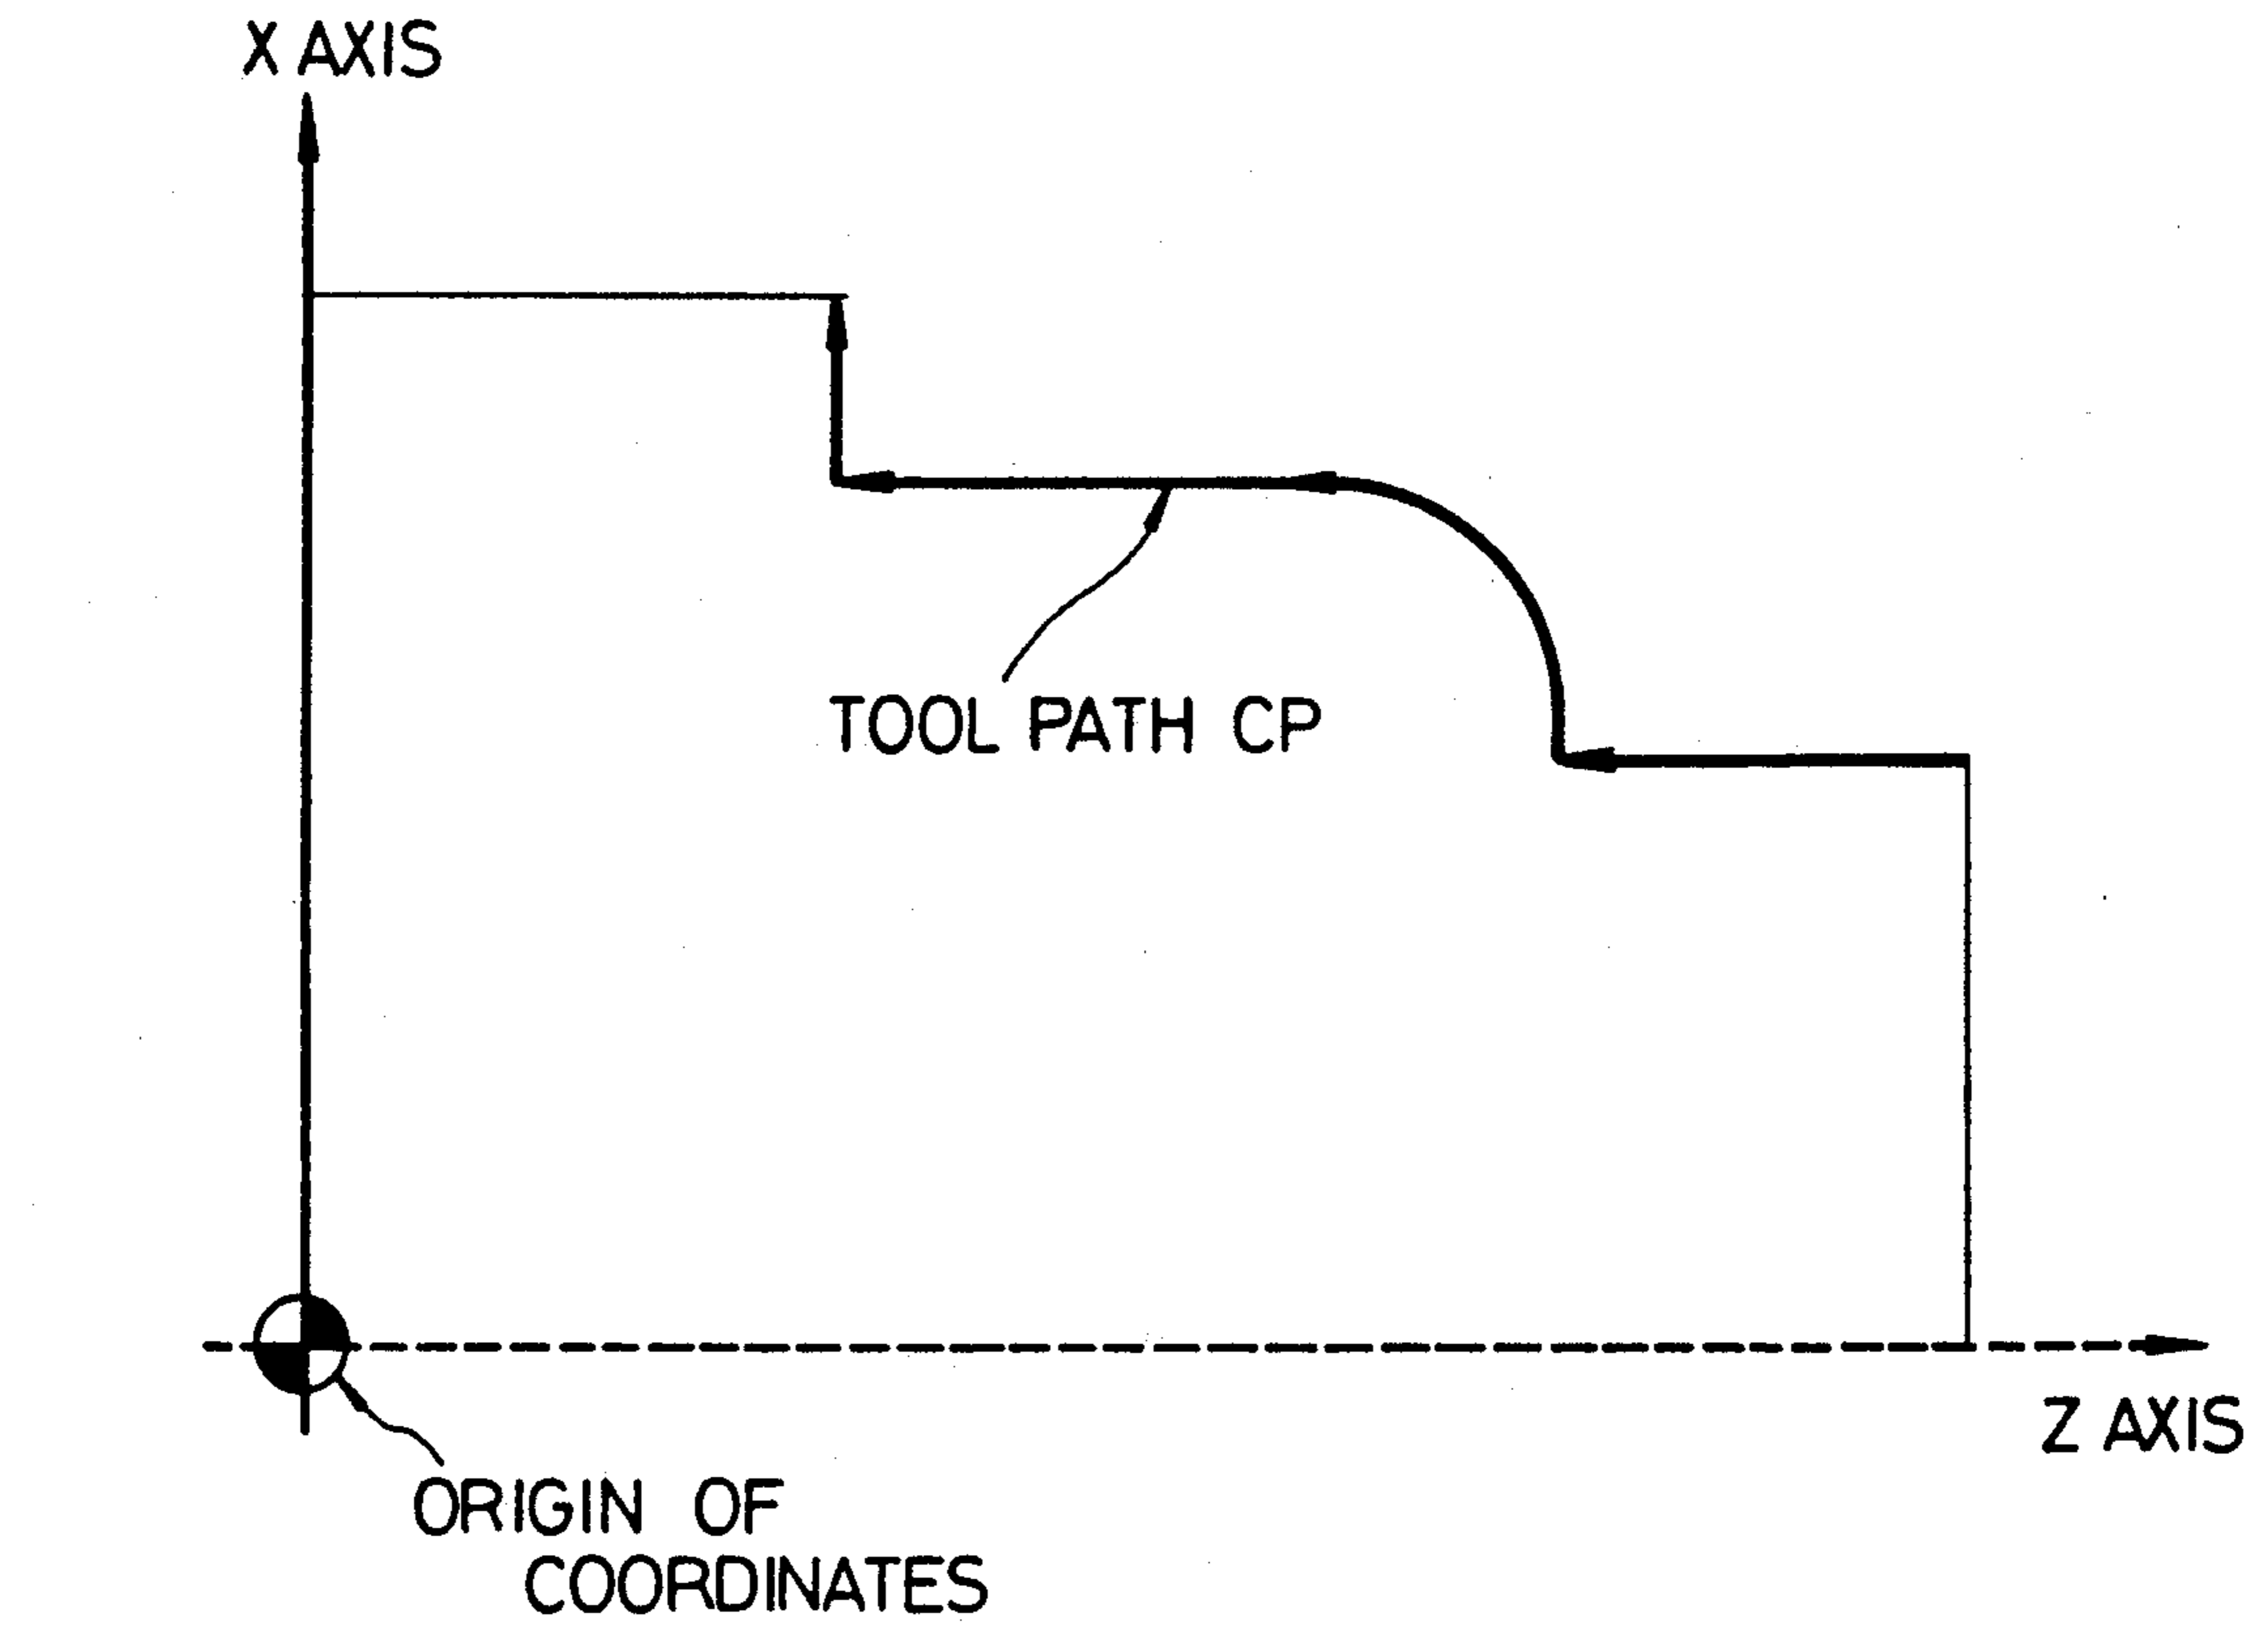 X AXIS
TOOL PATH CP
Z AXIS
ORIGIN OF
COORDINATES